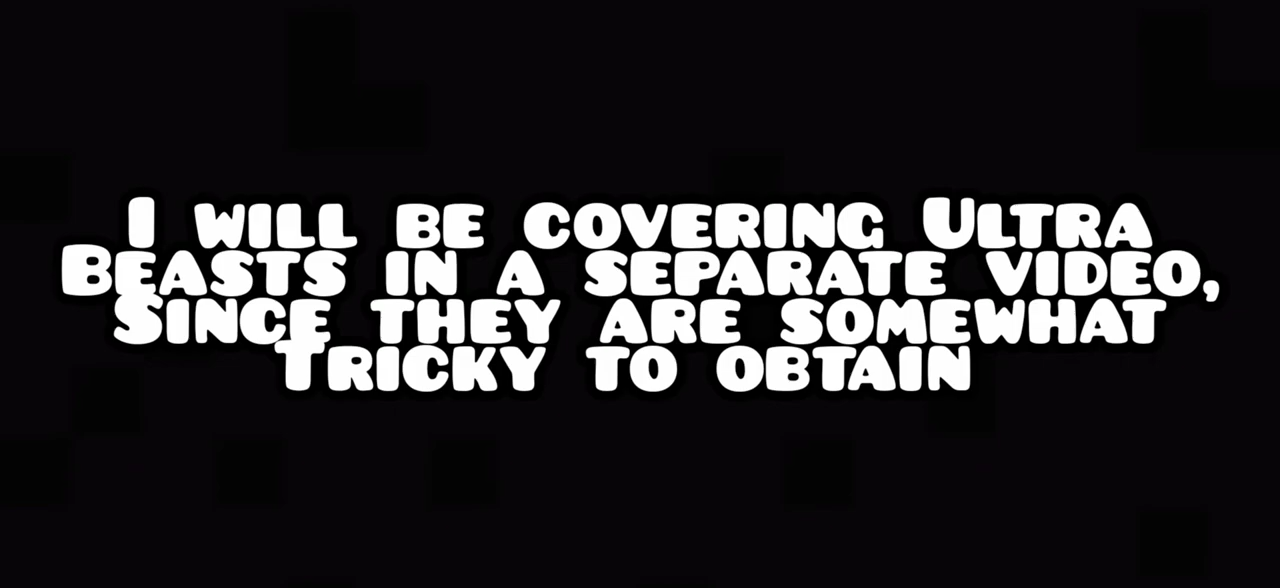 I will be covering Ultra
Beasts in a separate video,
Since they are somewhat
Tricky to obtain